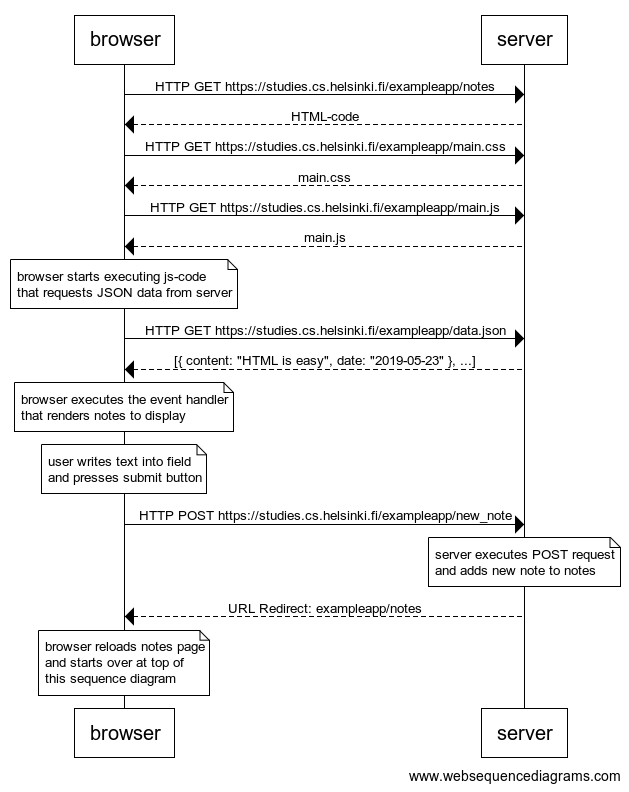 browser
server
HTTP GET https://studies.cs.helsinki.fi/exampleapp/notes
HTML-code
HTTP GET https://studies.cs.helsinki.fi/exampleapp/main.css
main.css
HTTP GET https://studies.cs.helsinki.fi/exampleapp/main.js
main.js
browser starts executing js-code
that requests JSON data from server
HTTP GET https://studies.cs.helsinki.fi/exampleapp/data.json
[{ content: "HTML is easy", date: "2019-05-23" }, ...]
browser executes the event handler
that renders notes to display
user writes text into field
and presses submit button
HTTP POST https://studies.cs.helsinki.fi/exampleapp/new_note
server executes POST request
and adds new note to notes
URL Redirect: exampleapp/notes
browser reloads notes page
and starts over at top of
this sequence diagram
browser
server
www.websequencediagrams.com